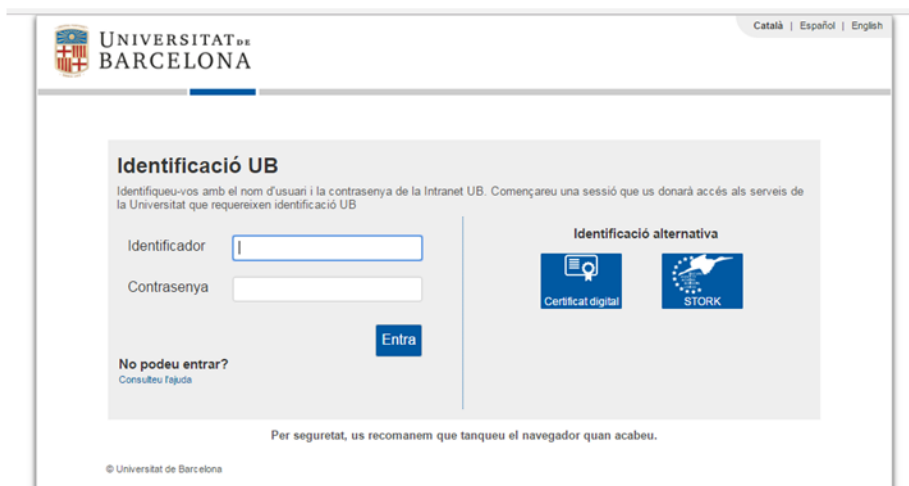 Català | Español | English
UNIVERSITAT DE
BARCELONA
Identificació UB
Identifiqueu-vos amb el nom d'usuari i la contrasenya de la Intranet UB. Començareu una sessió que us donarà accés als serveis de
la Universitat que requereixen identificació UB
Identificador
Contrasenya
Entra
No podeu entrar?
Consulteu l'ajuda
Identificació alternativa
Certificat digital
STORK
Per seguretat, us recomanem que tanqueu el navegador quan acabeu.
© Universitat de Barcelona